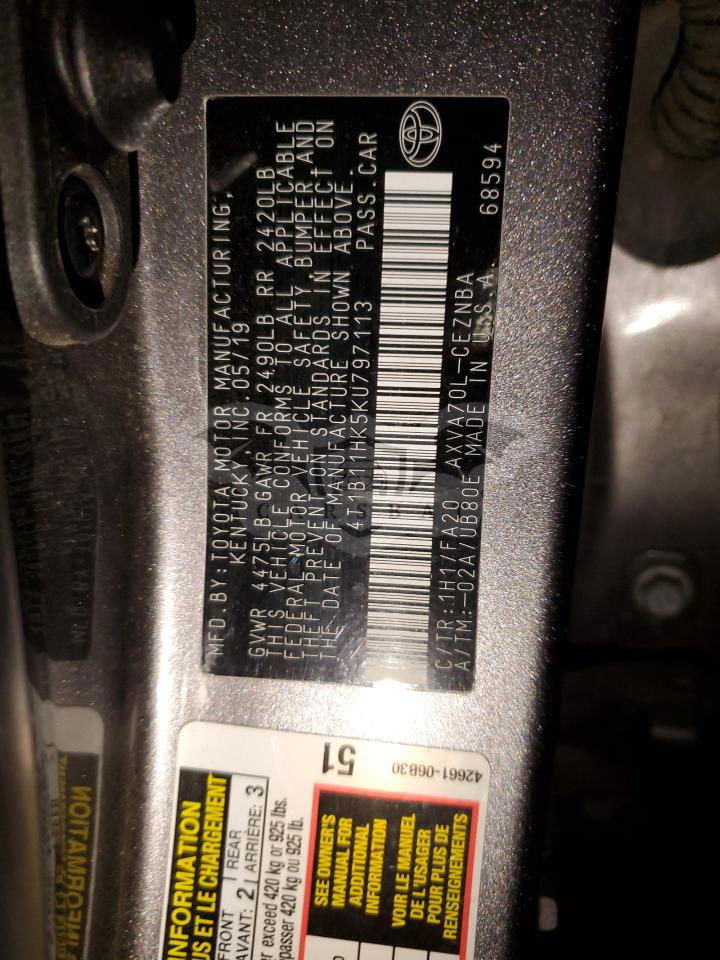 MFD.BY: TOYOTA MOTOR MANUFACTURING,
KENTUCKY, INC. 05/19
GVWR 4475LB GAWR FR 2490LB RR 2420LB
THIS VEHICLE CONFORMS TO ALL APPLICABLE
FEDERAL MOTOR VEHICLE SAFETY, BUMPER AND
THEFT PREVENTION STANDARDS IN EFFECT ON
THE DATE OF MANUFACTURE SHOWN ABOVE.
4T1B11HK5KU797113 PASS.CAR
C/TR: 1H17FA20 AXVA70L-CEZNBA
A/TM:-02A/UB80E MADE IN U.S.A. 68594
INFORMATION
US ET LE CHARGEMENT
FRONT REAR
AVANT: 2 ARRIÈRE: 3
er exceed 420 kg or 925 lbs.
passer 420 kg ou 925 lb.
51
42661-06B30
SEE OWNER'S
MANUAL FOR
ADDITIONAL
INFORMATION
VOIR LE MANUEL
DE L'USAGER
POUR PLUS DE
RENSEIGNEMENTS